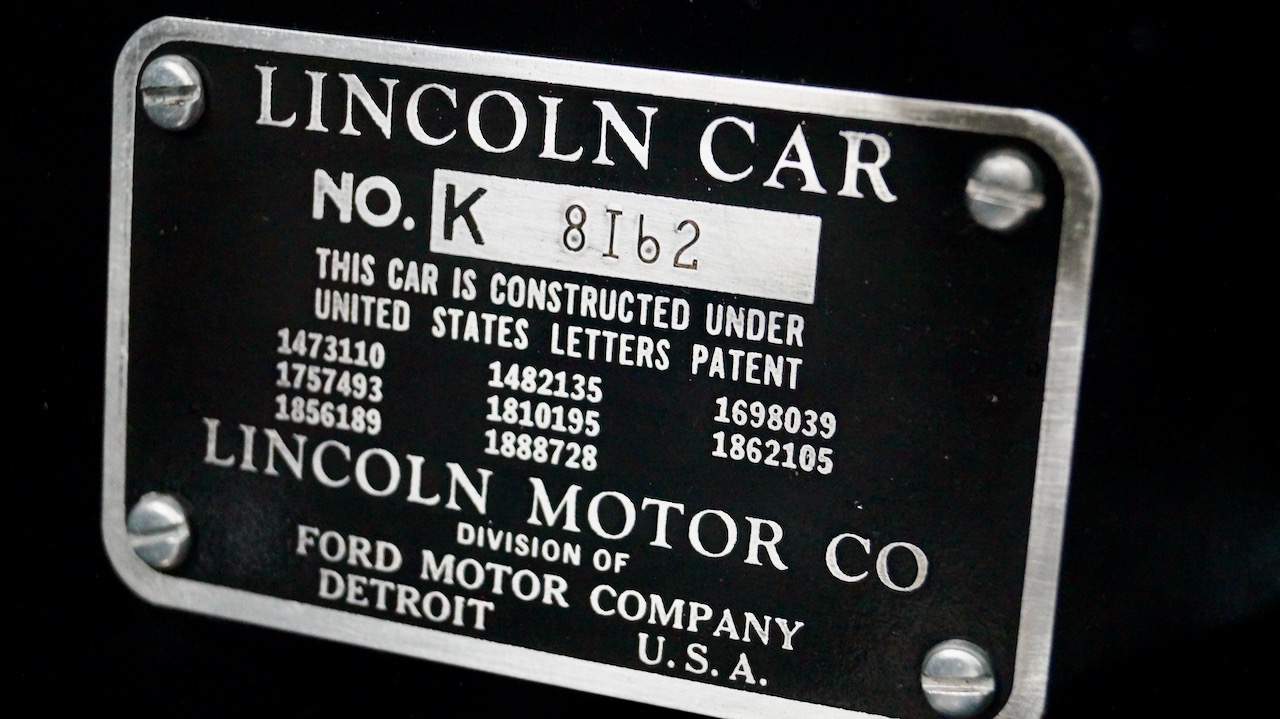 LINCOLN CAR
NO. K 8162
THIS CAR IS CONSTRUCTED UNDER
UNITED STATES LETTERS PATENT
1473110 1482135 1698039
1757493 1810195 1862105
1856189 1888728
LINCOLN MOTOR CO
DIVISION OF
FORD MOTOR COMPANY
DETROIT U.S.A.